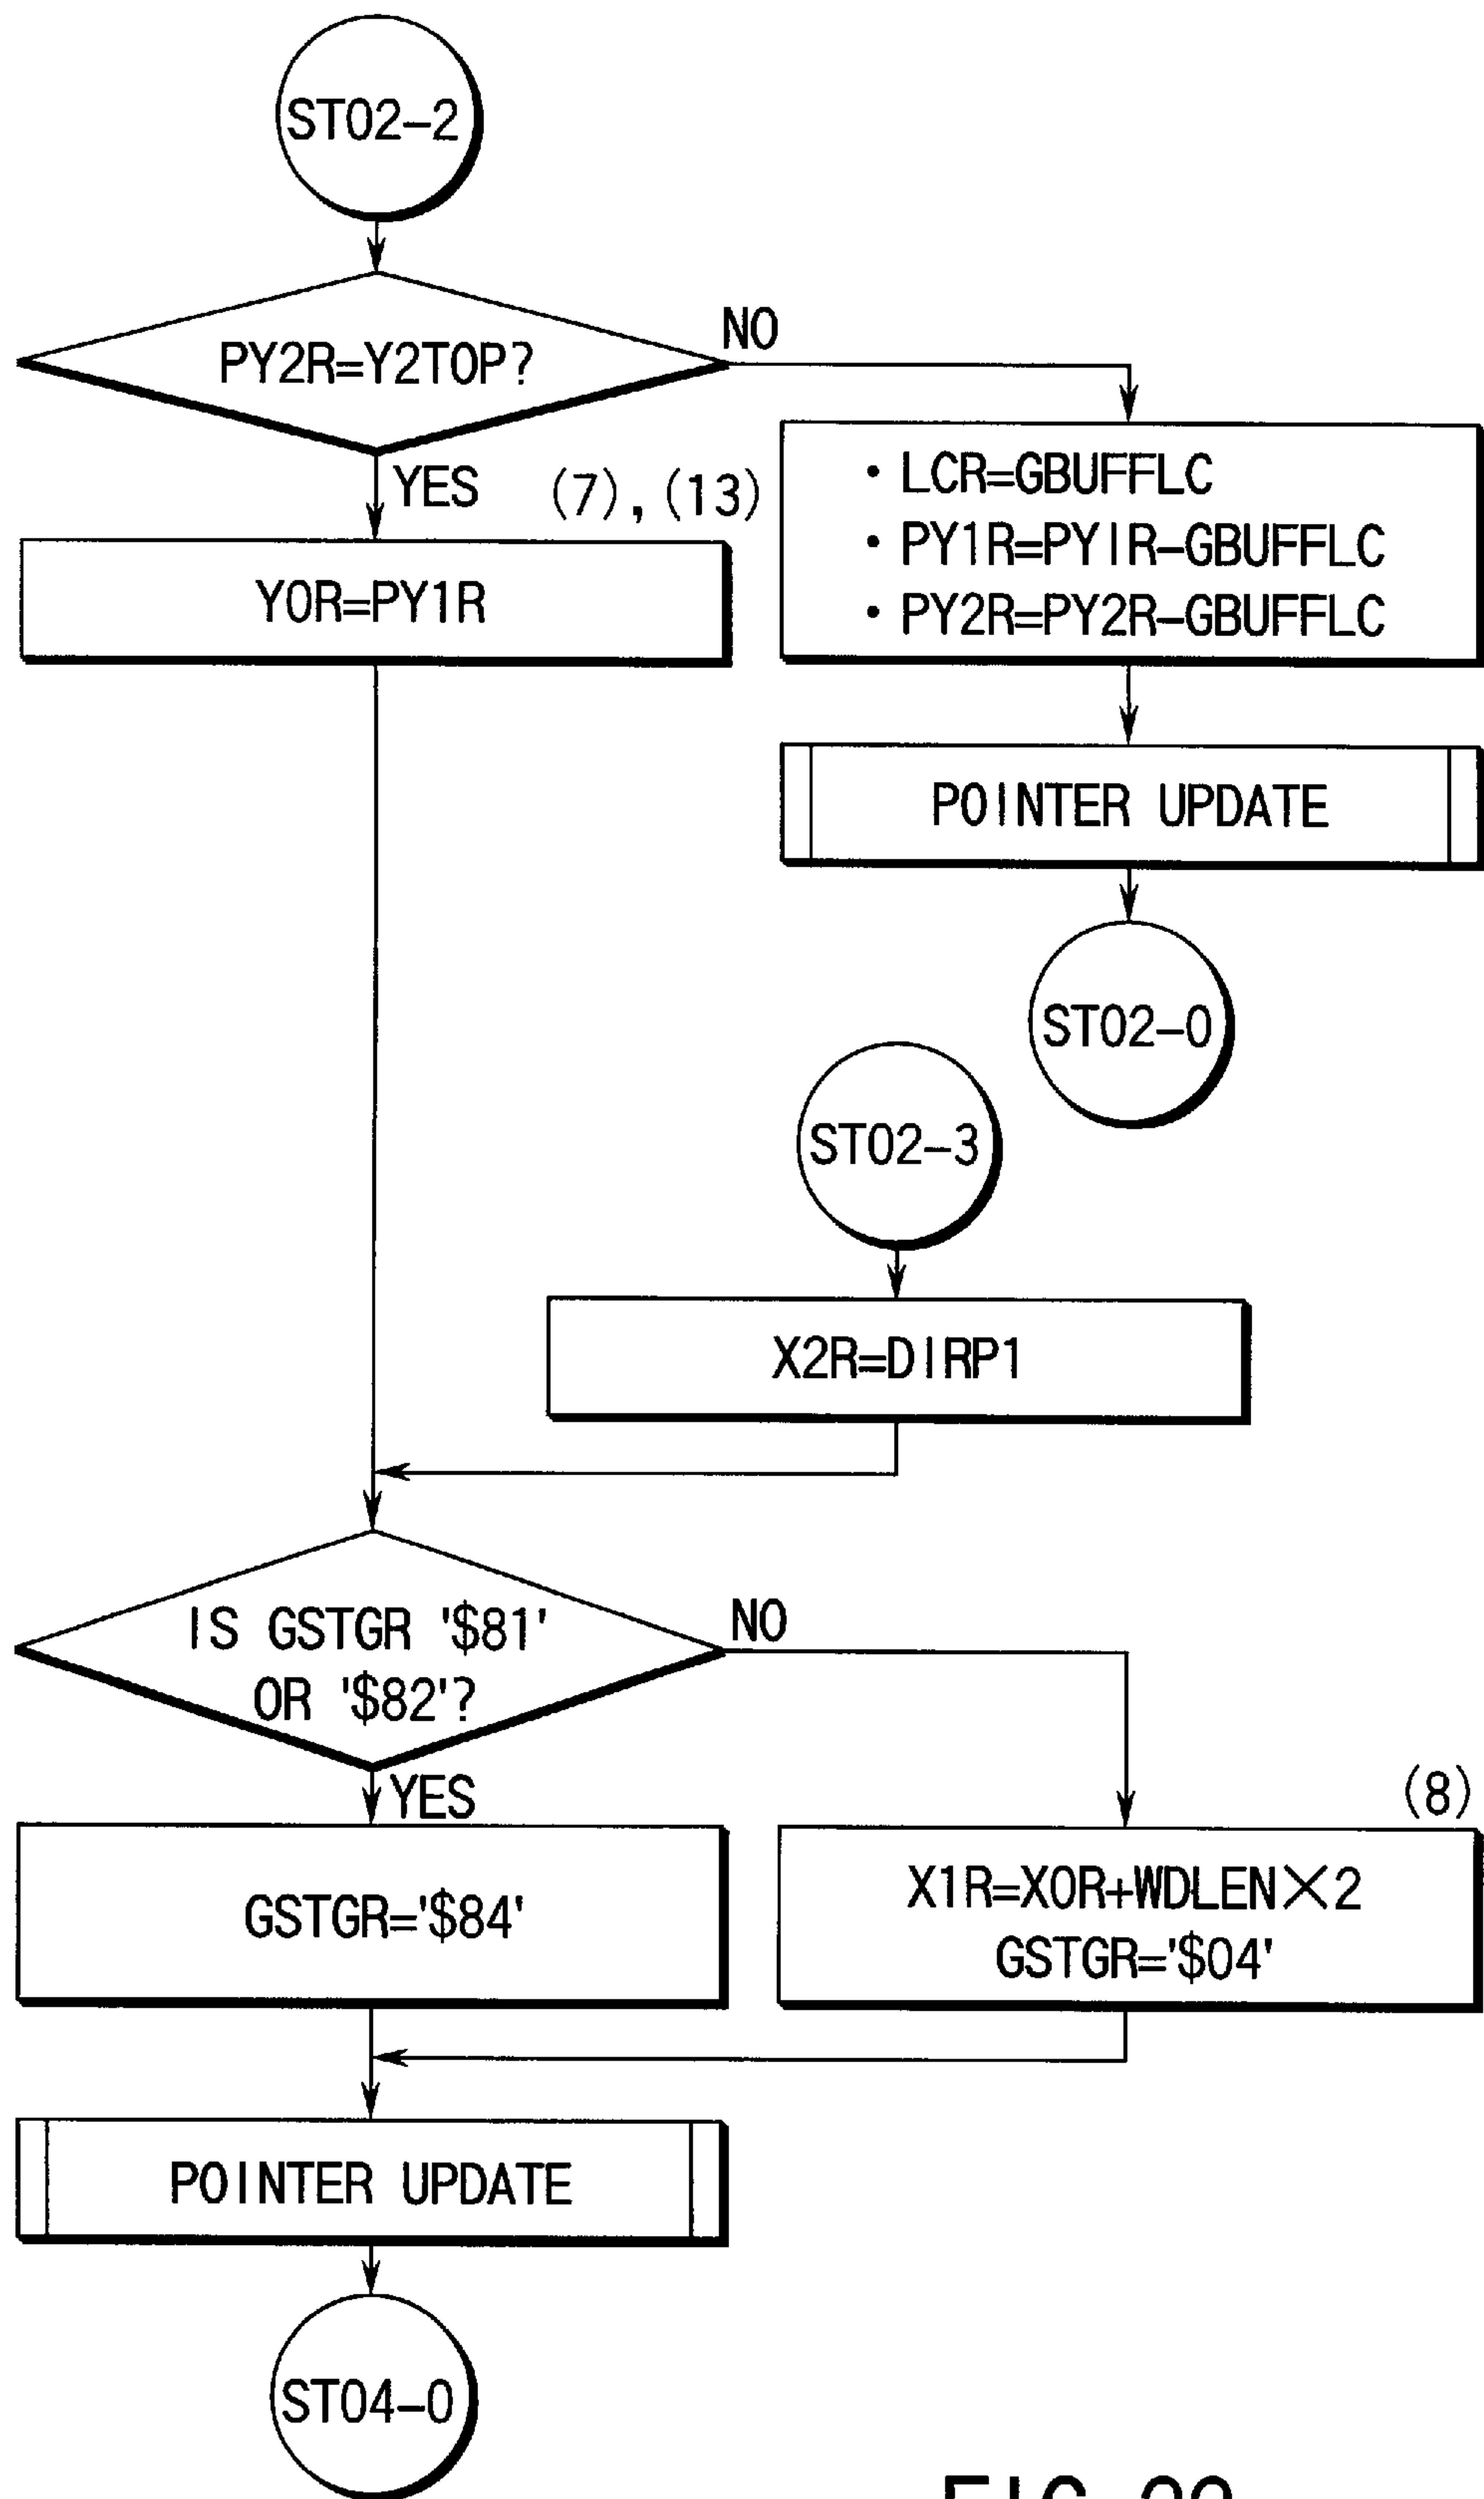 ST02-2
PY2R=Y2TOP?
NO
YES
(7), (13)
Y0R=PY1R
• LCR=GBUFFLC
• PY1R=PYIR-GBUFFLC
• PY2R=PY2R-GBUFFLC
POINTER UPDATE
ST02-0
ST02-3
X2R=DIRP1
IS GSTGR '$81'
OR '$82'?
NO
YES
GSTGR='$84'
(8)
X1R=X0R+WDLEN×2
GSTGR='$04'
POINTER UPDATE
ST04-0